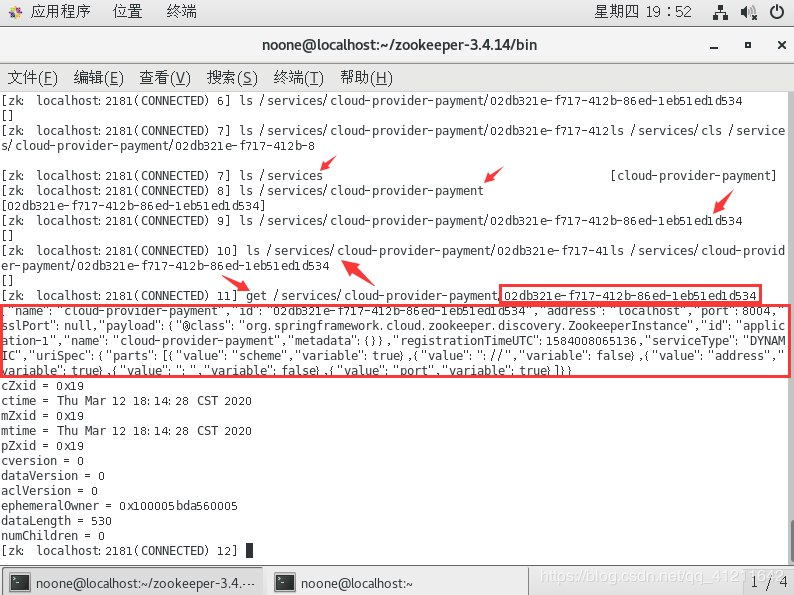 应用程序 位置 终端 星期四 19：52
noone@localhost:~/zookeeper-3.4.14/bin
文件(F) 编辑(E) 查看(V) 搜索(S) 终端(T) 帮助(H)
[zk: localhost:2181(CONNECTED) 6] ls /services/cloud-provider-payment/02db321e-f717-412b-86ed-1eb51ed1d534
[]
[zk: localhost:2181(CONNECTED) 7] ls /services/cloud-provider-payment/02db321e-f717-412ls /services/cls /service
s/cloud-provider-payment/02db321e-f717-412b-8
[zk: localhost:2181(CONNECTED) 7] ls /services [cloud-provider-payment]
[zk: localhost:2181(CONNECTED) 8] ls /services/cloud-provider-payment
[02db321e-f717-412b-86ed-1eb51ed1d534]
[zk: localhost:2181(CONNECTED) 9] ls /services/cloud-provider-payment/02db321e-f717-412b-86ed-1eb51ed1d534
[]
[zk: localhost:2181(CONNECTED) 10] ls /services/cloud-provider-payment/02db321e-f717-41ls /services/cloud-provid
er-payment/02db321e-f717-412b-86ed-1eb51ed1d534
[]
[zk: localhost:2181(CONNECTED) 11] get /services/cloud-provider-payment/02db321e-f717-412b-86ed-1eb51ed1d534
{"name":"cloud-provider-payment","id":"02db321e-f717-412b-86ed-1eb51ed1d534","address":"localhost","port":8004,"
sslPort":null,"payload":{"@class":"org.springframework.cloud.zookeeper.discovery.ZookeeperInstance","id":"applic
ation-1","name":"cloud-provider-payment","metadata":{}},"registrationTimeUTC":1584008065136,"serviceType":"DYNAM
IC","uriSpec":{"parts":[{"value":"scheme","variable":true},{"value":"://","variable":false},{"value":"address","
variable":true},{"value":":","variable":false},{"value":"port","variable":true}]}}
cZxid = 0x19
ctime = Thu Mar 12 18:14:28 CST 2020
mZxid = 0x19
mtime = Thu Mar 12 18:14:28 CST 2020
pZxid = 0x19
cversion = 0
dataVersion = 0
aclVersion = 0
ephemeralOwner = 0x100005bda560005
dataLength = 530
numChildren = 0
[zk: localhost:2181(CONNECTED) 12]
noone@localhost:~/zookeeper-3.4.··· noone@localhost:~ 1 / 4
https://blog.csdn.net/qq_41211642